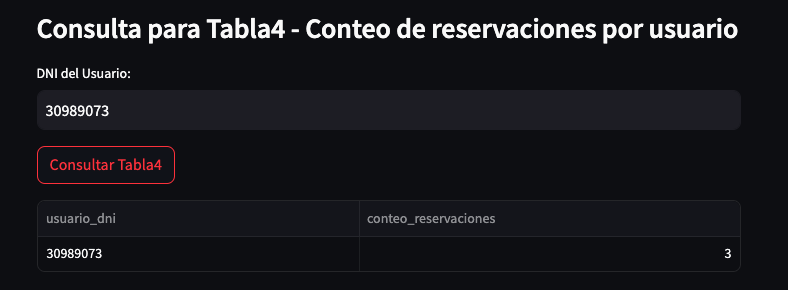 Consulta para Tabla4 - Conteo de reservaciones por usuario
DNI del Usuario:
30989073
Consultar Tabla4
usuario_dni conteo_reservaciones
30989073 3